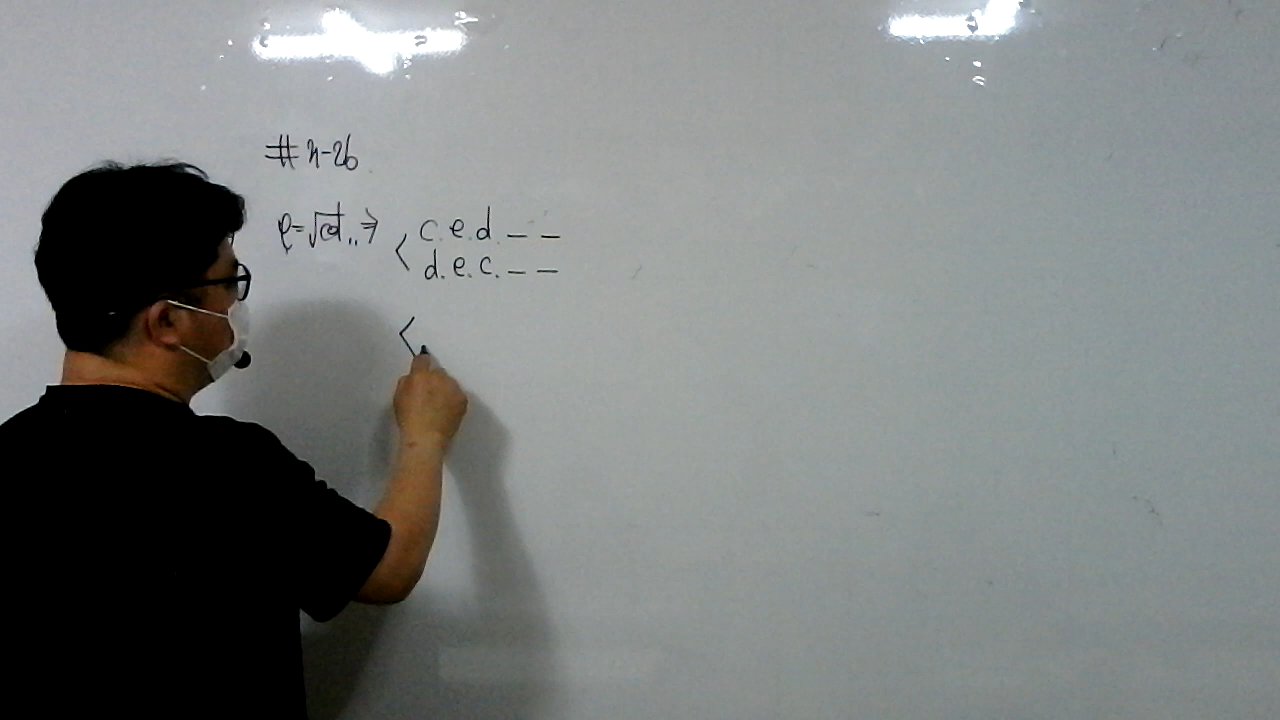 # n-26
e=√cd.. ⇒ < c.e.d. _ _
d.e.c. _ _
<